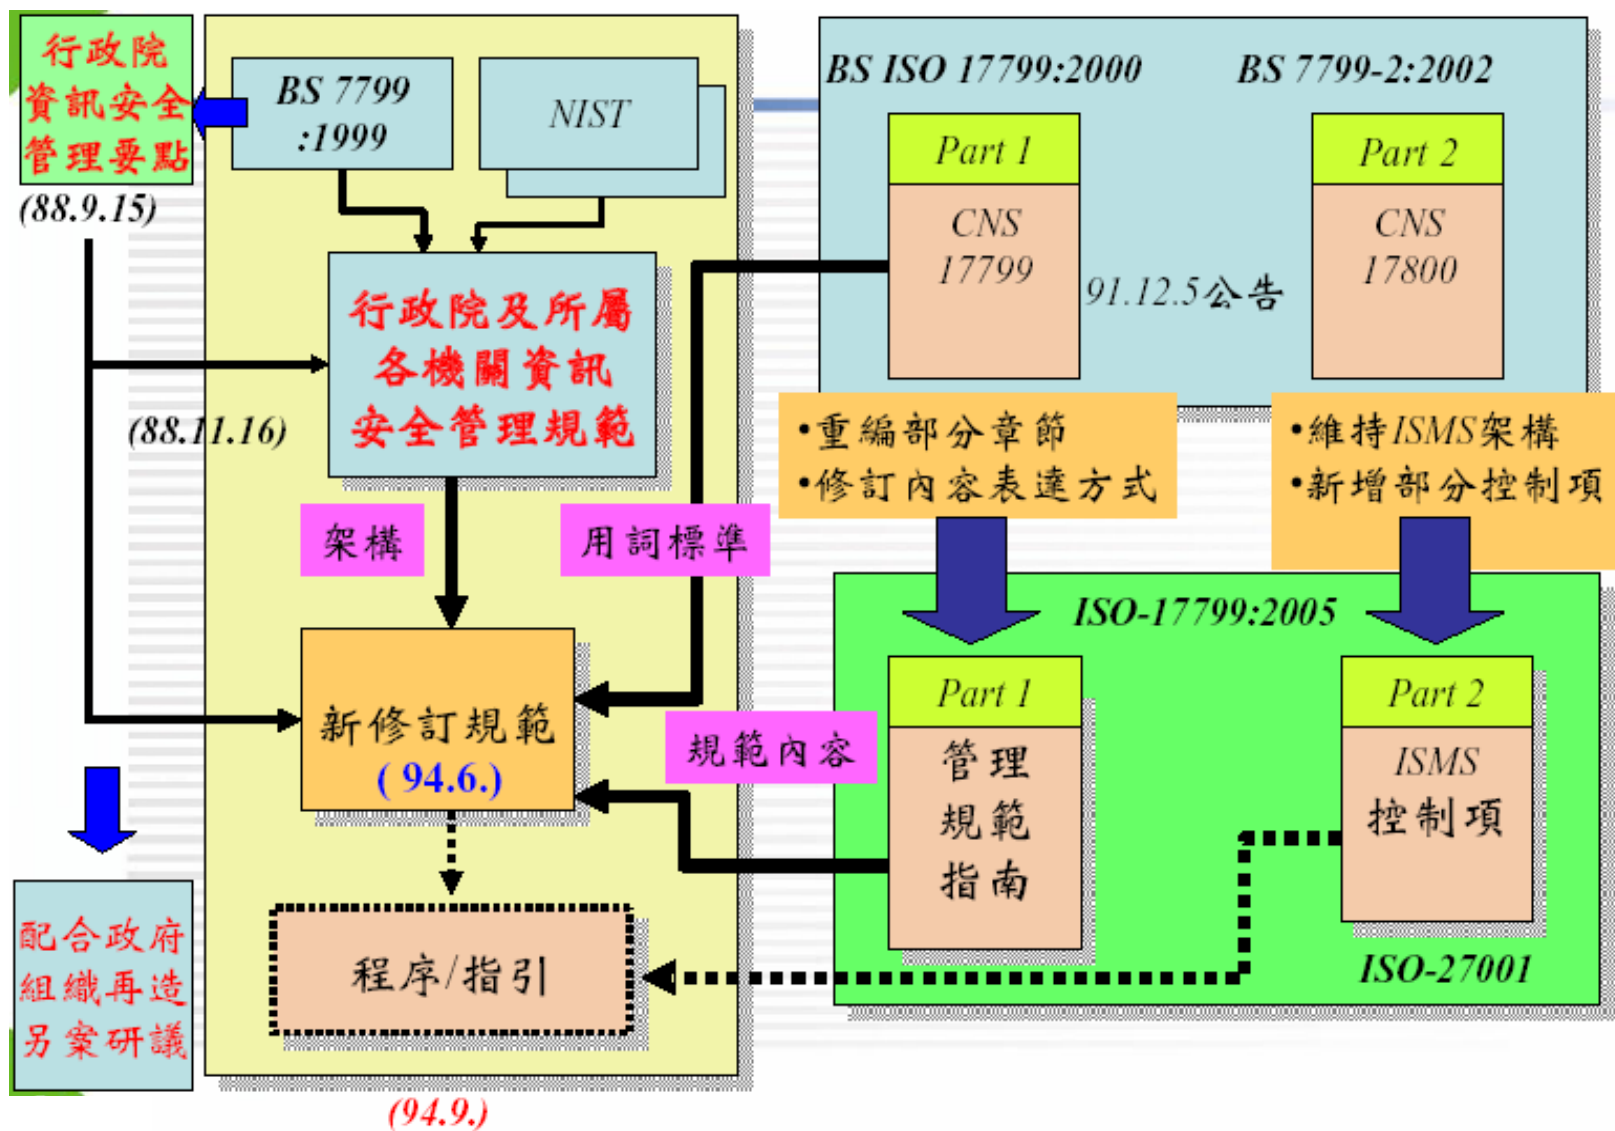 行政院
資訊安全
管理要點
(88.9.15)
BS 7799
:1999
NIST
行政院及所屬
各機關資訊
安全管理規範
(88.11.16)
架構
用詞標準
新修訂規範
( 94.6.)
規範內容
程序/指引
(94.9.)
配合政府
組織再造
另案研議
BS ISO 17799:2000
BS 7799-2:2002
Part 1
CNS
17799
91.12.5公告
Part 2
CNS
17800
•重編部分章節
•修訂內容表達方式
•維持ISMS架構
•新增部分控制項
ISO-17799:2005
Part 1
管理
規範
指南
Part 2
ISMS
控制項
ISO-27001